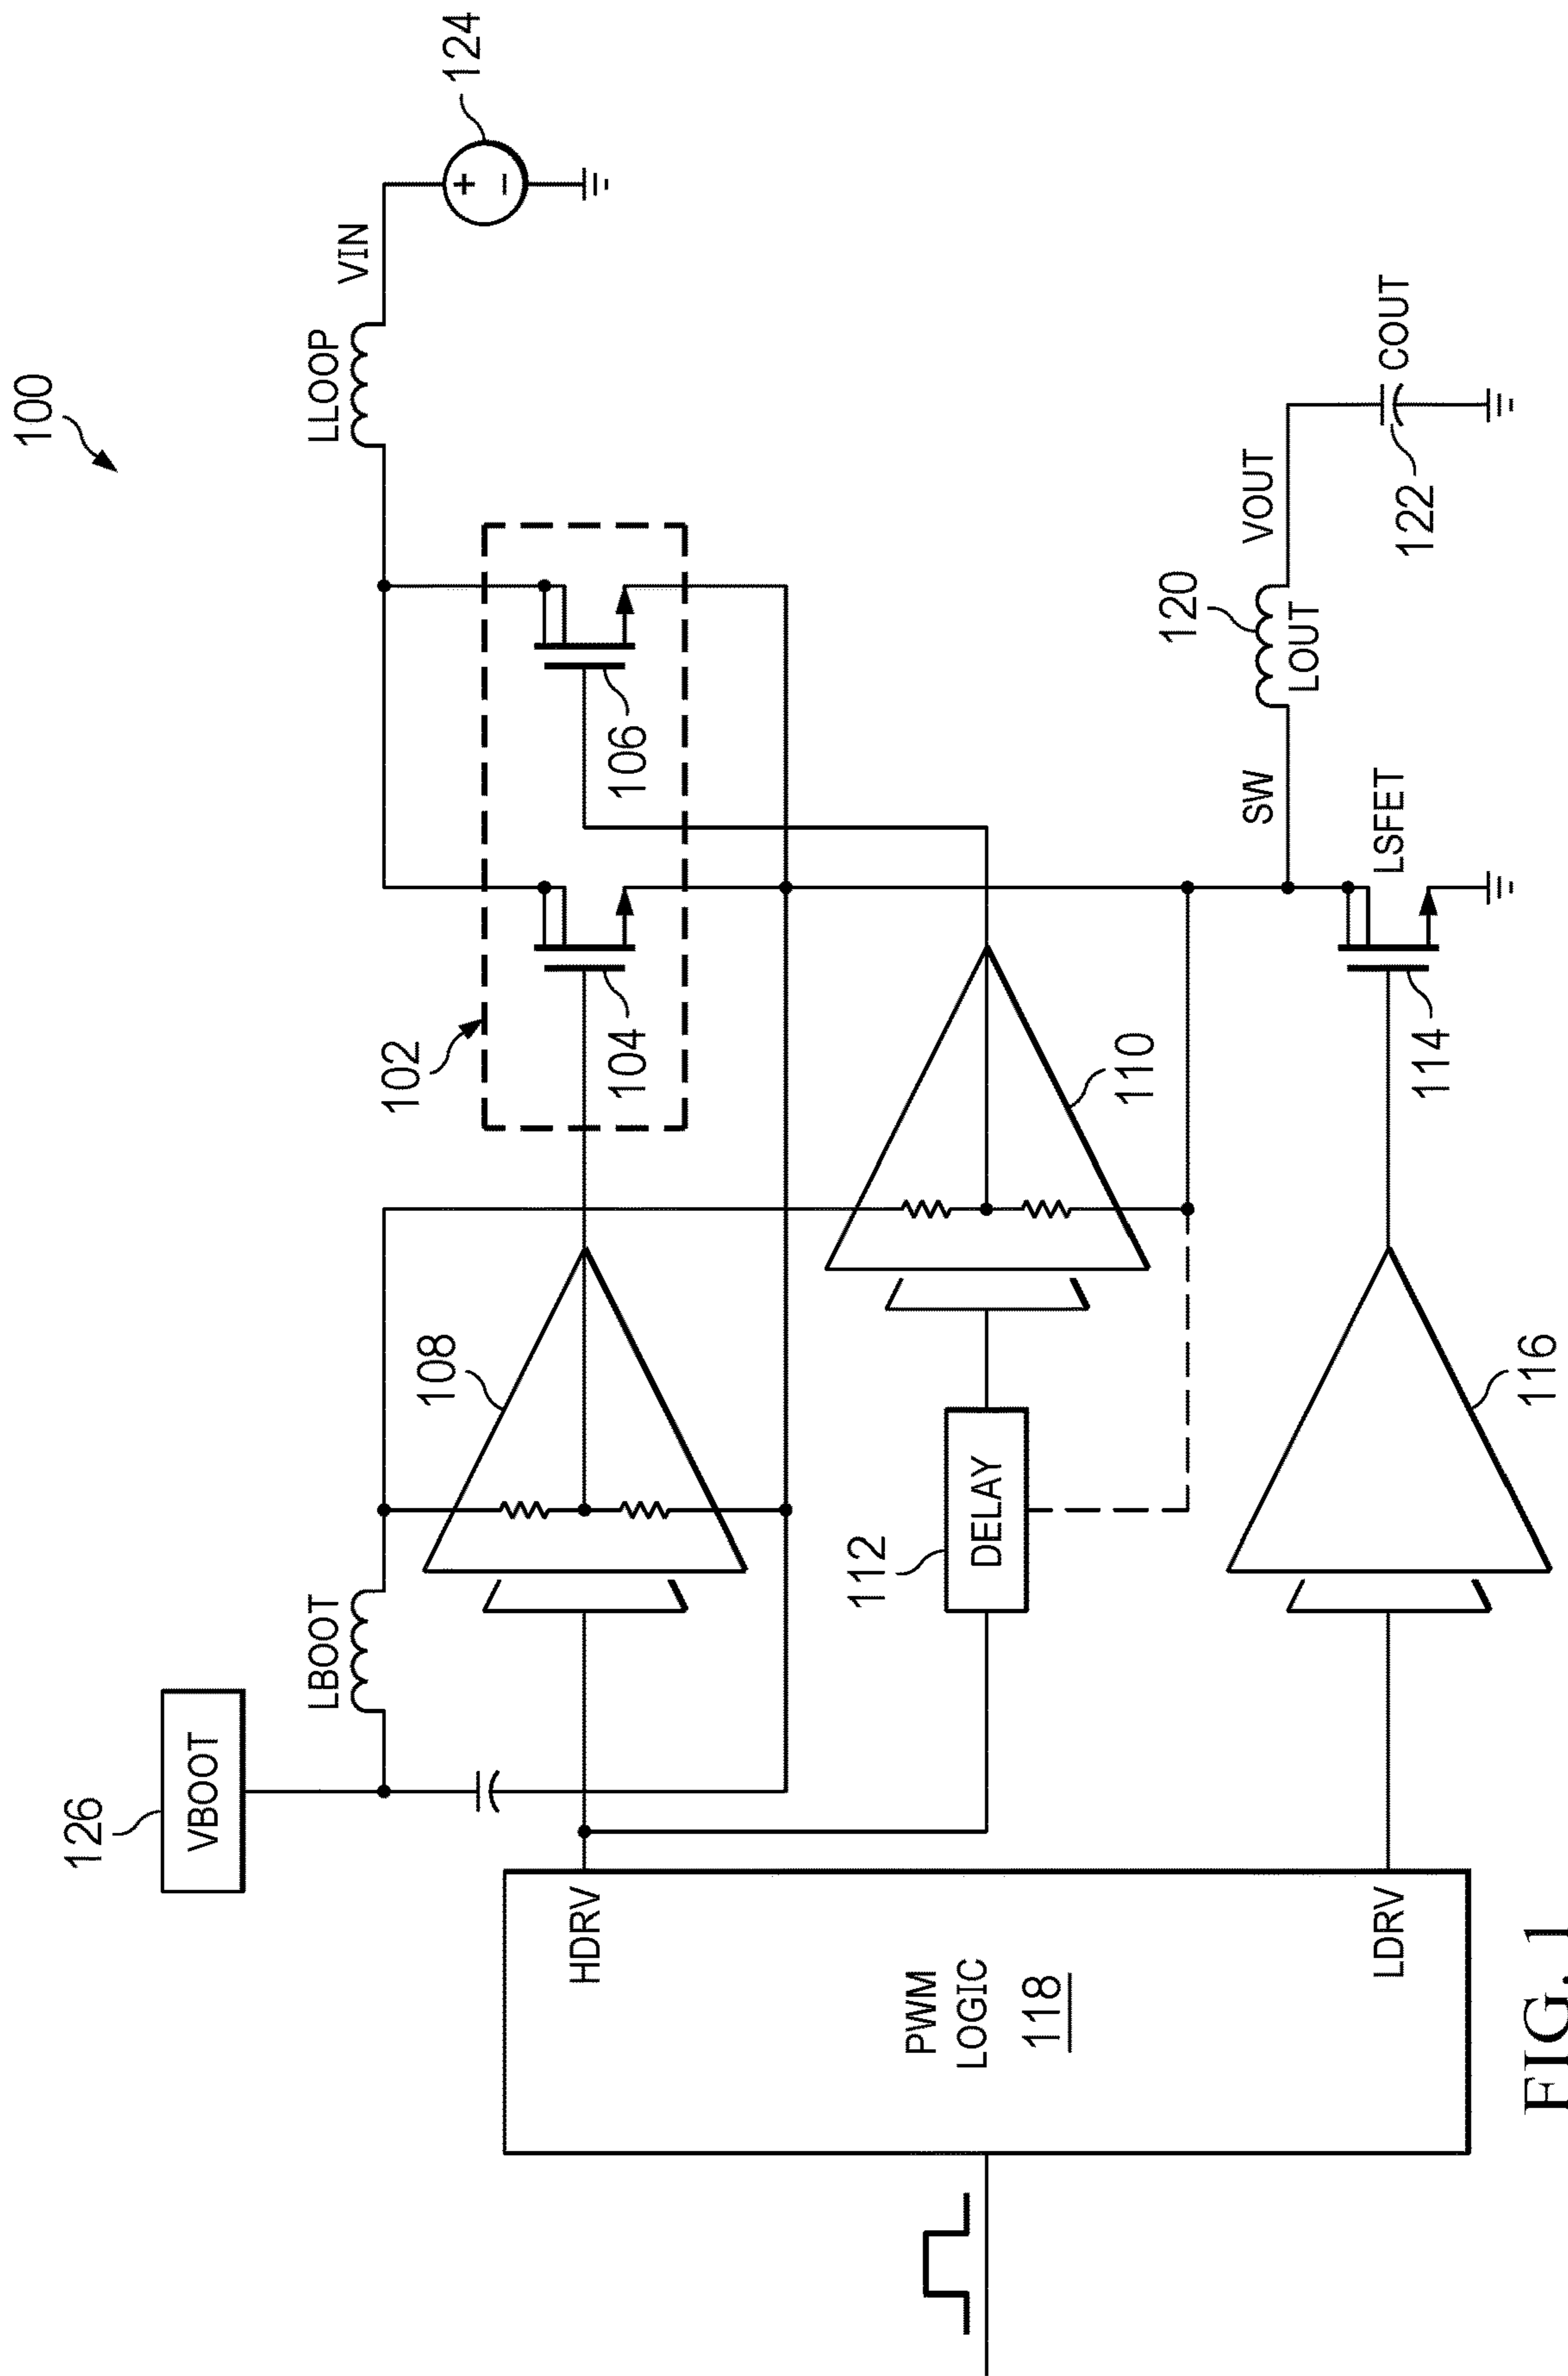 100
126
VBOOT
LBOOT
LLOOP
VIN
124
102
108
104
106
HDRV
PWM
LOGIC
118
112
DELAY
110
120
SW
LOUT
VOUT
COUT
122
LDRV
116
114
LSFET
+
−
FIG. 1